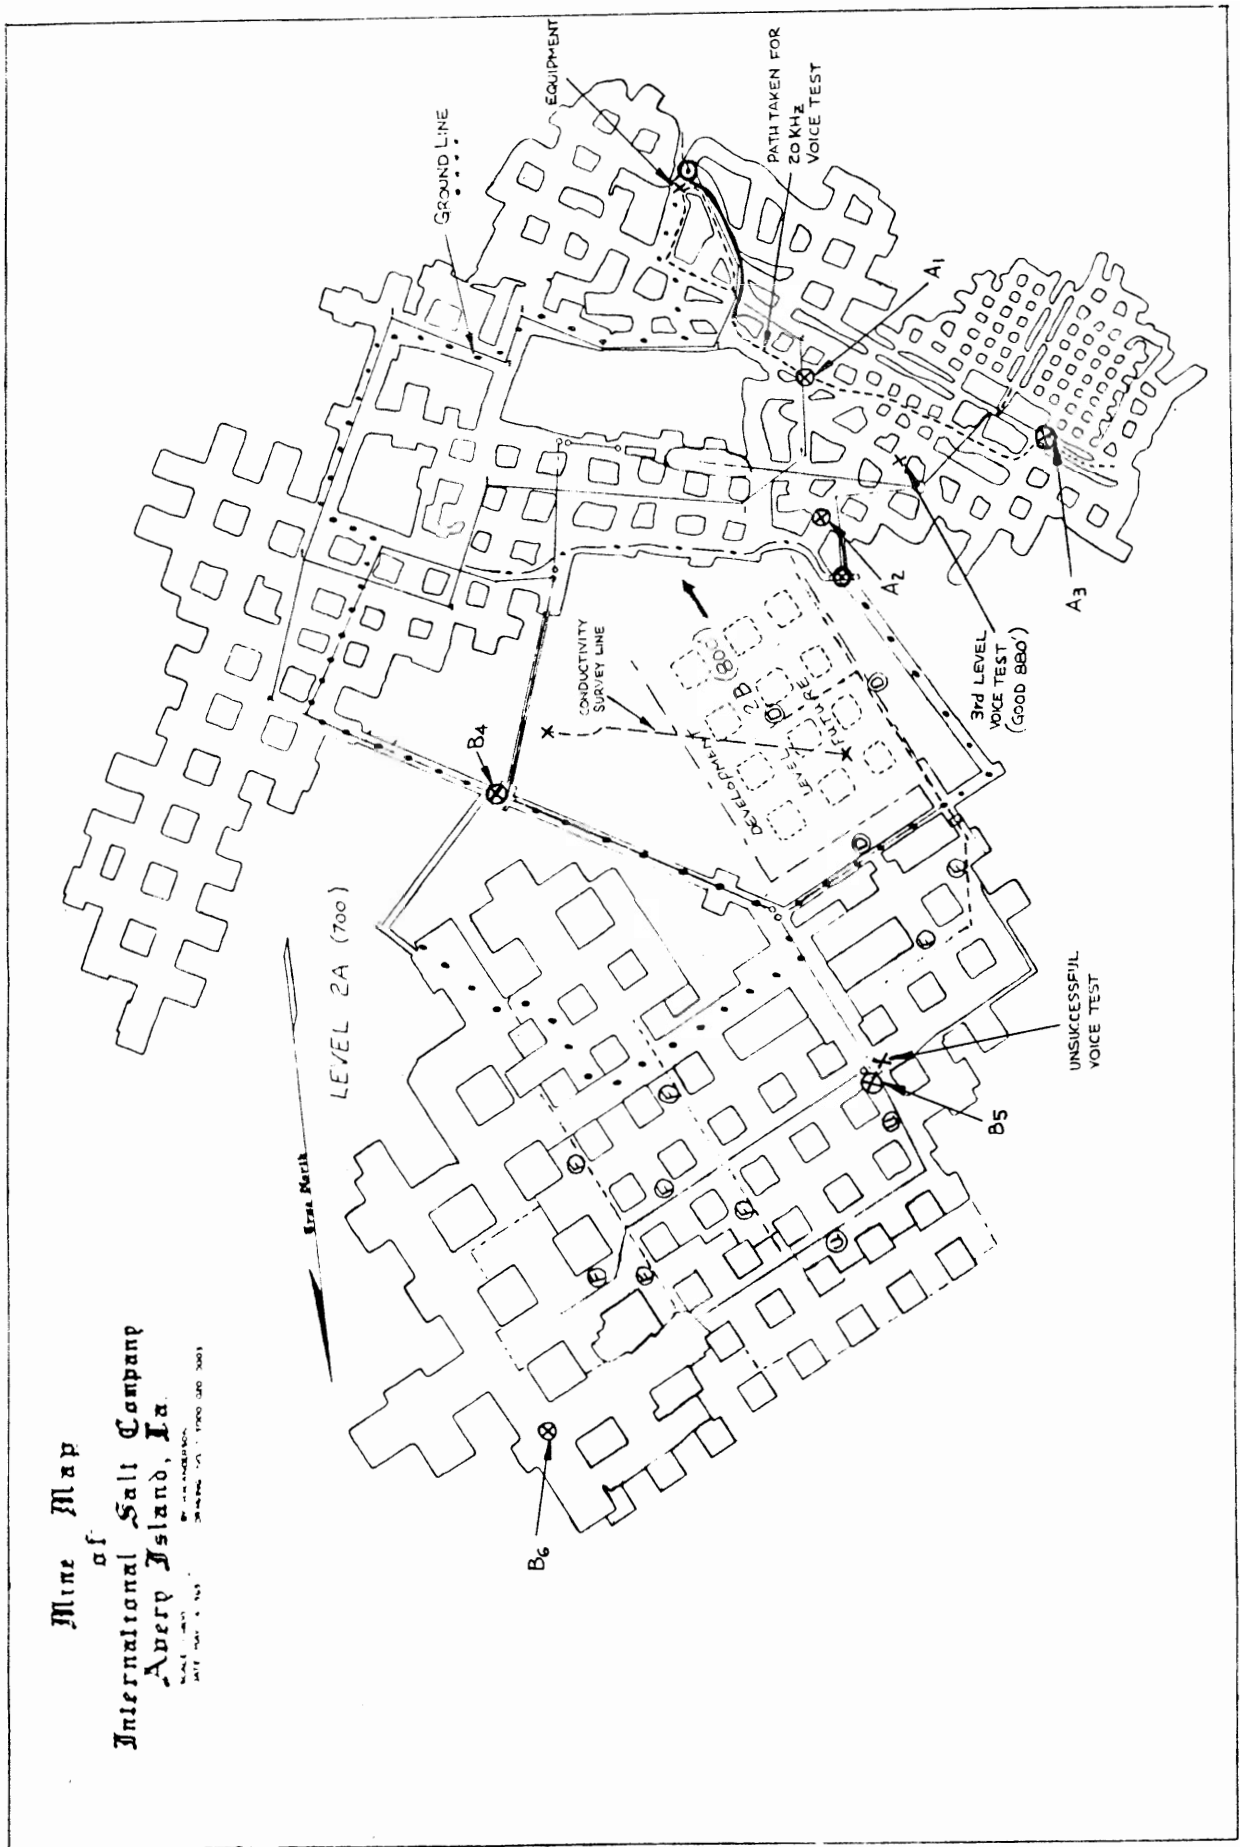 Mine Map
of
International Salt Company
Avery Island, La.
True North
LEVEL 2A (700)
B6
B4
B5
UNSUCCESSFUL
VOICE TEST
CONDUCTIVITY
SURVEY LINE
DEVELOPMENT
LEVEL 2B (800')
FUTURE
GROUND LINE
EQUIPMENT
PATH TAKEN FOR
20 KHz
VOICE TEST
A1
A2
A3
3rd LEVEL
VOICE TEST
(GOOD 880')